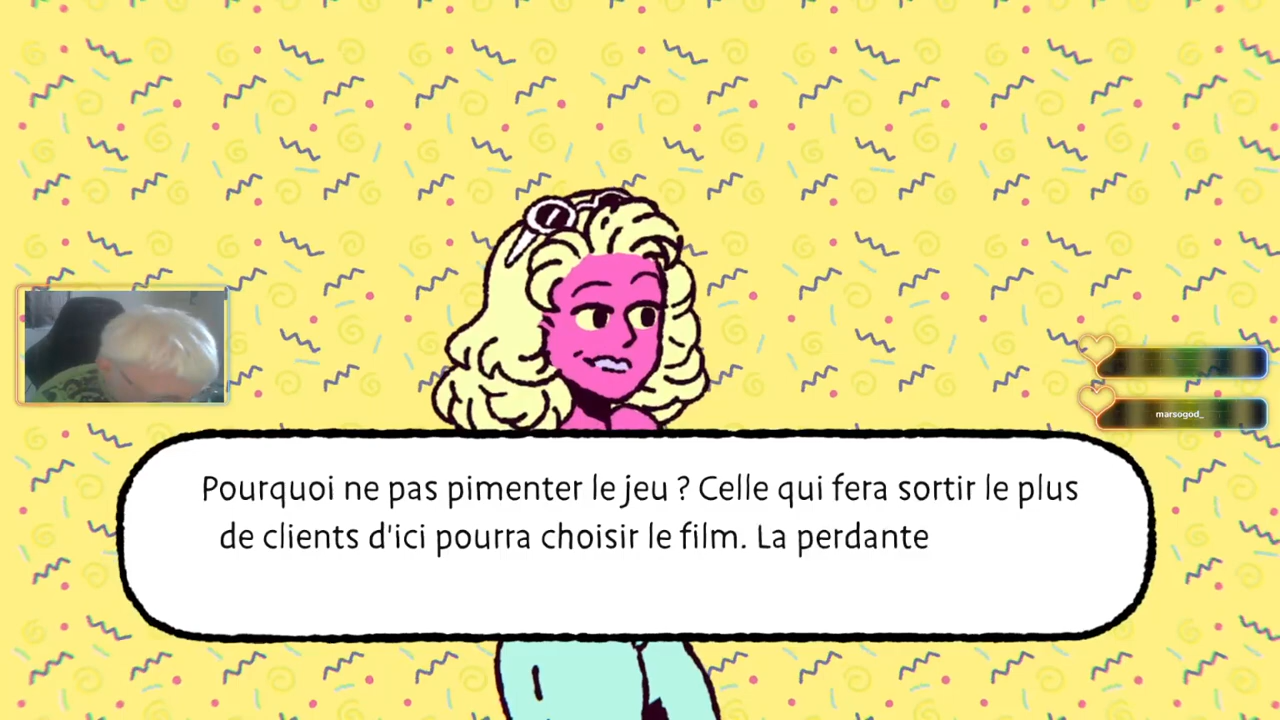 marsogod_
Pourquoi ne pas pimenter le jeu ? Celle qui fera sortir le plus
de clients d'ici pourra choisir le film. La perdante